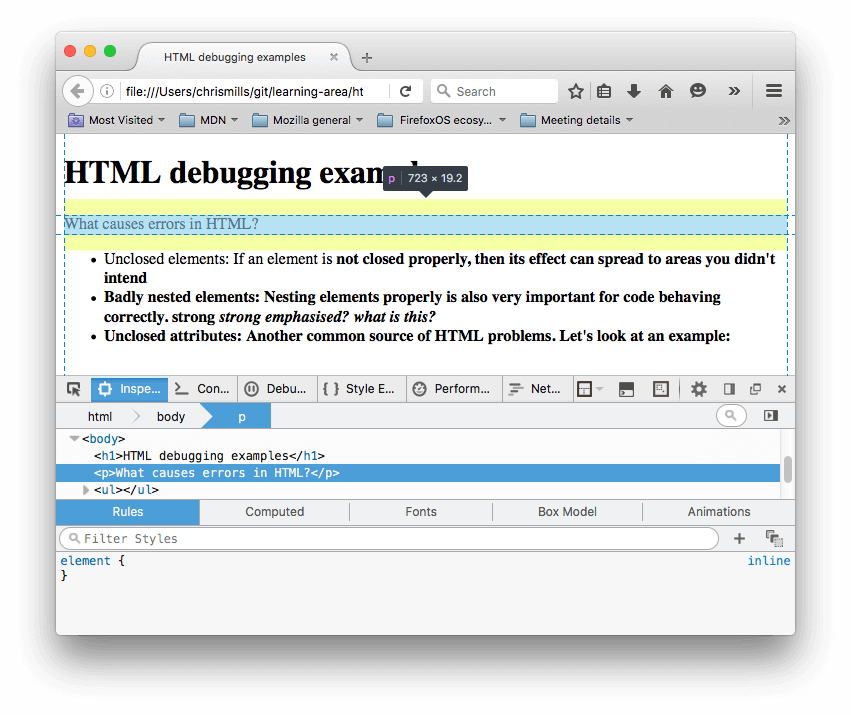 HTML debugging examples
file:///Users/chrismills/git/learning-area/ht
Search
Most Visited
MDN
Mozilla general
FirefoxOS ecosy...
Meeting details
HTML debugging exam
p 723 × 19.2
What causes errors in HTML?
Unclosed elements: If an element is not closed properly, then its effect can spread to areas you didn't
intend
Badly nested elements: Nesting elements properly is also very important for code behaving
correctly. strong strong emphasised? what is this?
Unclosed attributes: Another common source of HTML problems. Let's look at an example:
Inspe...
Con...
Debu...
{ } Style E...
Perform...
Net...
html
body
p
<body>
<h1>HTML debugging examples</h1>
<p>What causes errors in HTML?</p>
<ul></ul>
Rules
Computed
Fonts
Box Model
Animations
Filter Styles
element {
inline
}